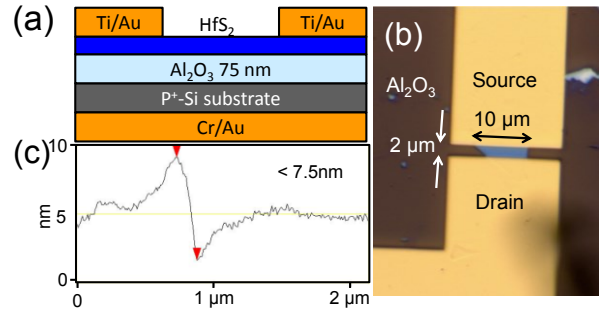 (a)
Ti/Au HfS₂ Ti/Au
Al₂O₃ 75 nm
P⁺-Si substrate
Cr/Au
(b)
Al₂O₃
Source
10 µm
2 µm
Drain
(c)
10
< 7.5nm
nm
5
0
0 1 µm 2 µm